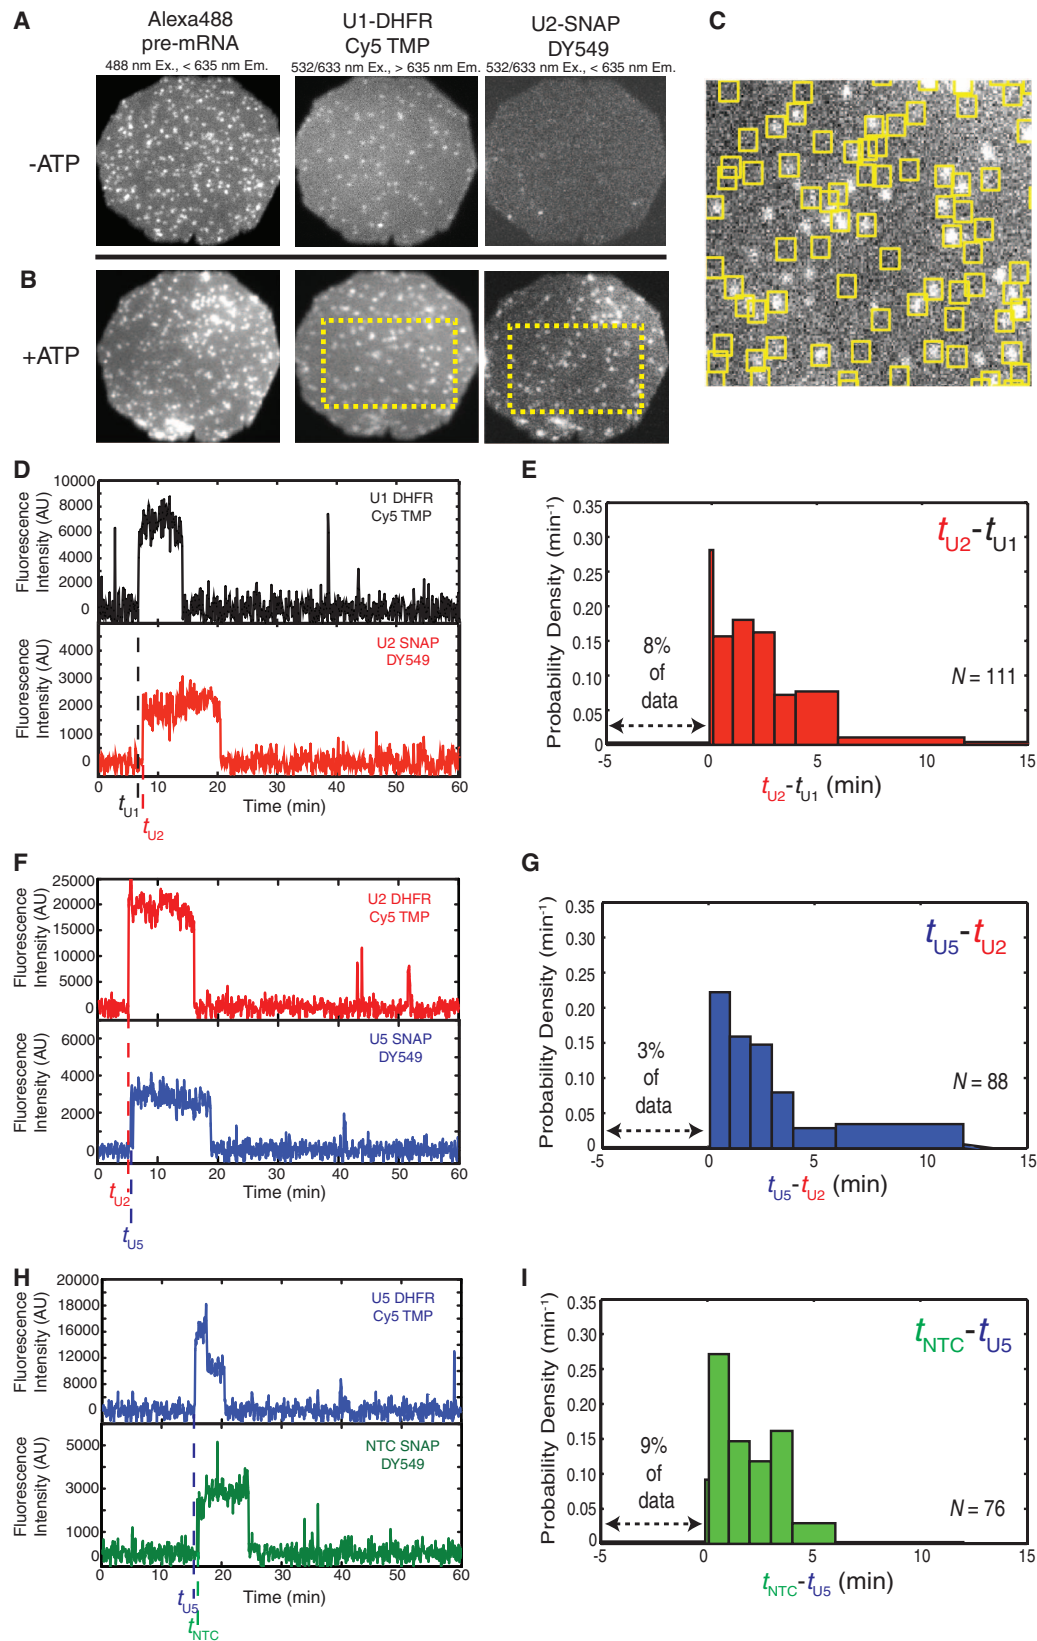 A
Alexa488
pre-mRNA
488 nm Ex., < 635 nm Em.
U1-DHFR
Cy5 TMP
532/633 nm Ex., > 635 nm Em.
U2-SNAP
DY549
532/633 nm Ex., < 635 nm Em.
C
-ATP
B
+ATP
D
Fluorescence
Intensity (AU)
10000
8000
6000
4000
2000
0
U1 DHFR
Cy5 TMP
Fluorescence
Intensity (AU)
4000
3000
2000
1000
0
U2 SNAP
DY549
0 10 20 30 40 50 60
Time (min)
tU1
tU2
E
Probability Density (min-1)
0.35
0.30
0.25
0.20
0.15
0.10
0.05
0
tU2-tU1
8%
of
data
N = 111
-5 0 5 10 15
tU2-tU1 (min)
F
Fluorescence
Intensity (AU)
25000
20000
15000
10000
5000
0
U2 DHFR
Cy5 TMP
Fluorescence
Intensity (AU)
6000
4000
2000
0
U5 SNAP
DY549
0 10 20 30 40 50 60
Time (min)
tU2
tU5
G
Probability Density (min-1)
0.35
0.30
0.25
0.20
0.15
0.10
0.05
0
tU5-tU2
3%
of
data
N = 88
-5 0 5 10 15
tU5-tU2 (min)
H
Fluorescence
Intensity (AU)
20000
18000
16000
12000
8000
4000
0
U5 DHFR
Cy5 TMP
Fluorescence
Intensity (AU)
5000
3000
1000
0
NTC SNAP
DY549
0 10 20 30 40 50 60
Time (min)
tU5
tNTC
I
Probability Density (min-1)
0.35
0.30
0.25
0.20
0.15
0.10
0.05
0
tNTC-tU5
9%
of
data
N = 76
-5 0 5 10 15
tNTC-tU5 (min)